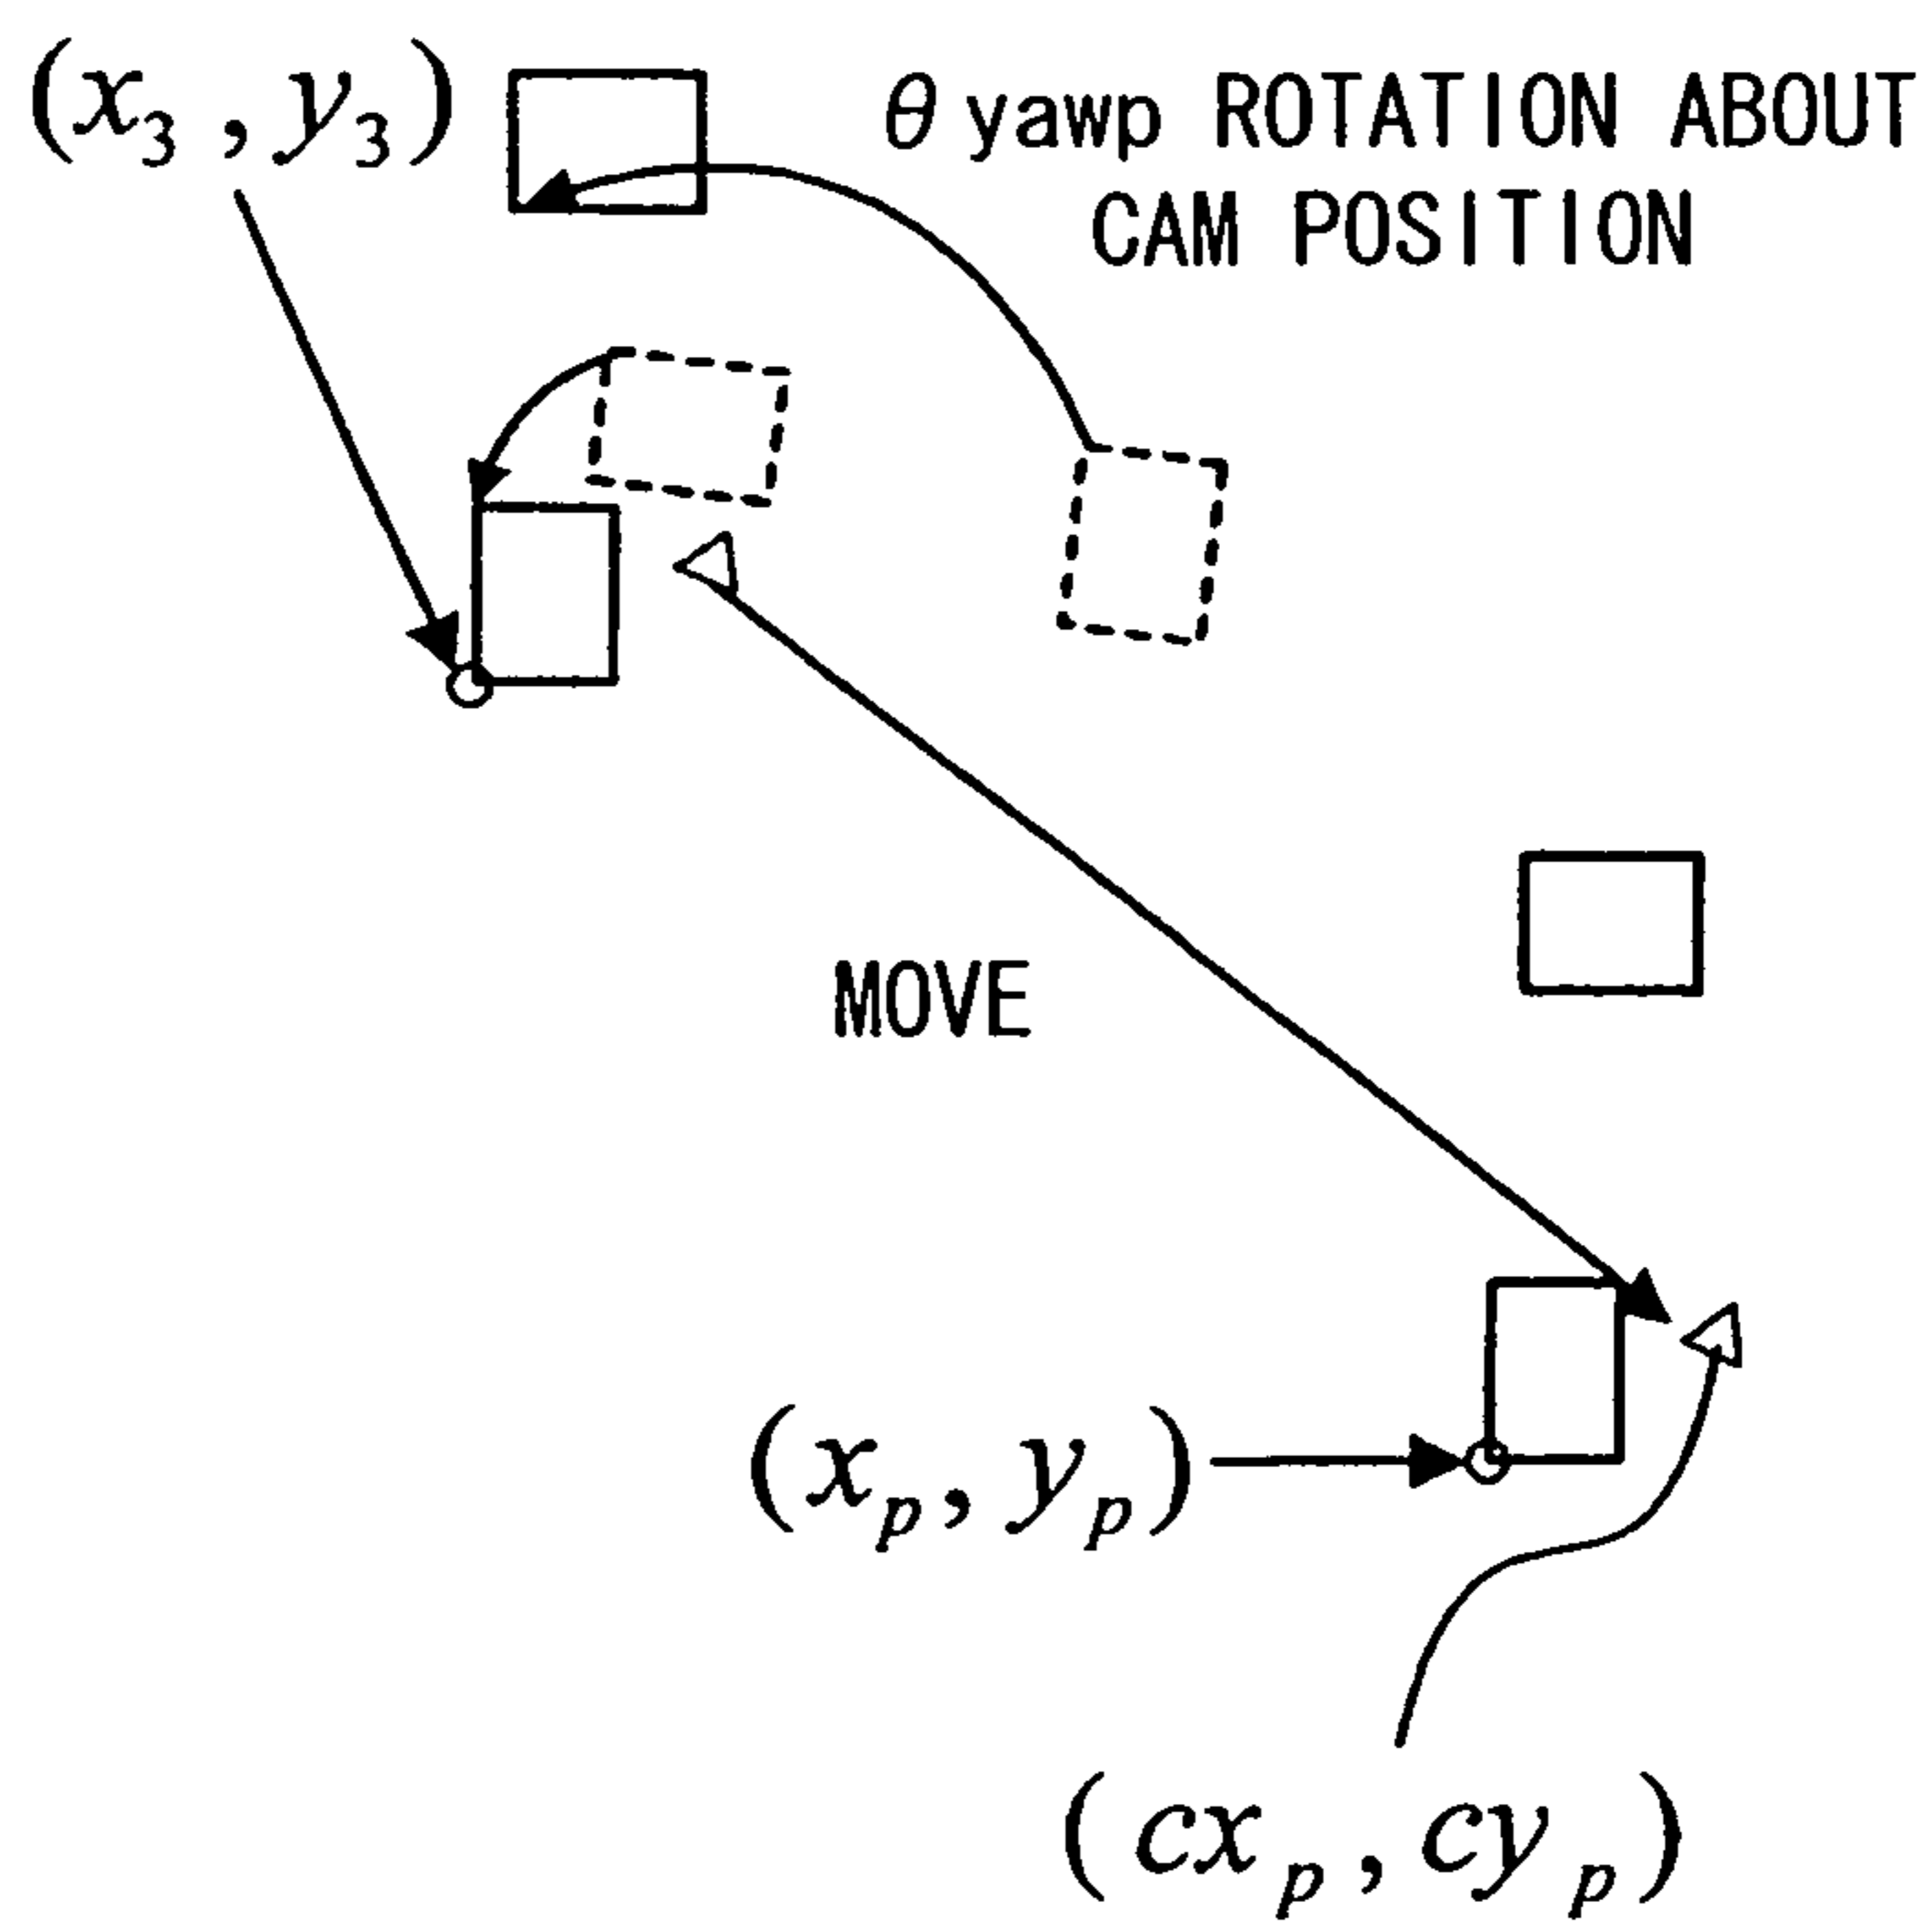 (x₃, y₃)
θ yawp ROTATION ABOUT
CAM POSITION
MOVE
(xₚ, yₚ)
(cxₚ, cyₚ)